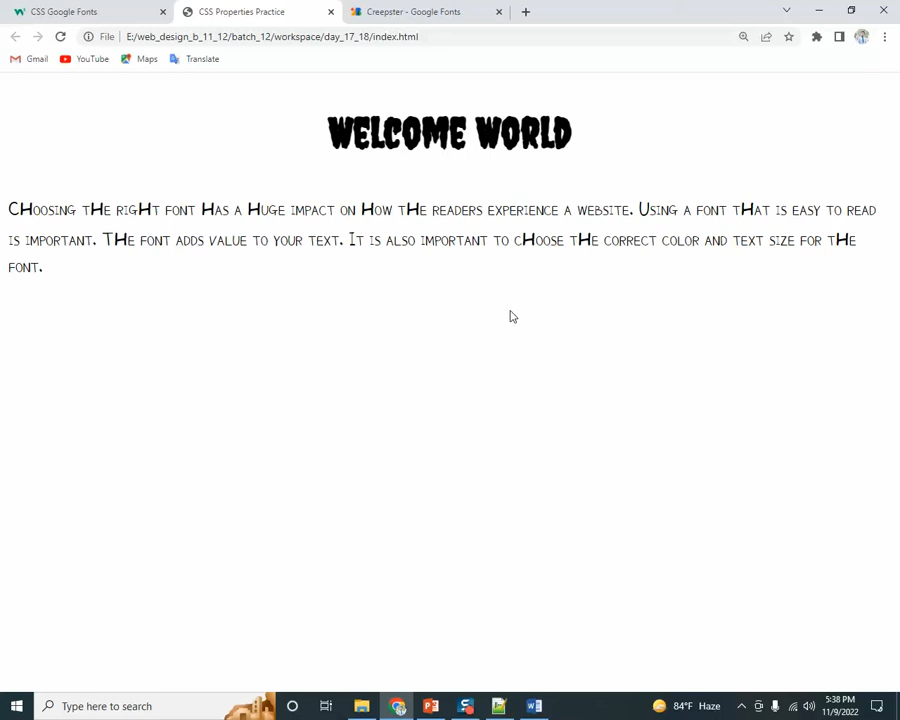 CSS Google Fonts
CSS Properties Practice
Creepster - Google Fonts
File
E:/web_design_b_11_12/batch_12/workspace/day_17_18/index.html
Gmail
YouTube
Maps
Translate
WELCOME WORLD
Choosing the right font has a huge impact on how the readers experience a website. Using a font that is easy to read
is important. The font adds value to your text. It is also important to choose the correct color and text size for the
font.
Type here to search
84°F Haze
5:38 PM
11/9/2022